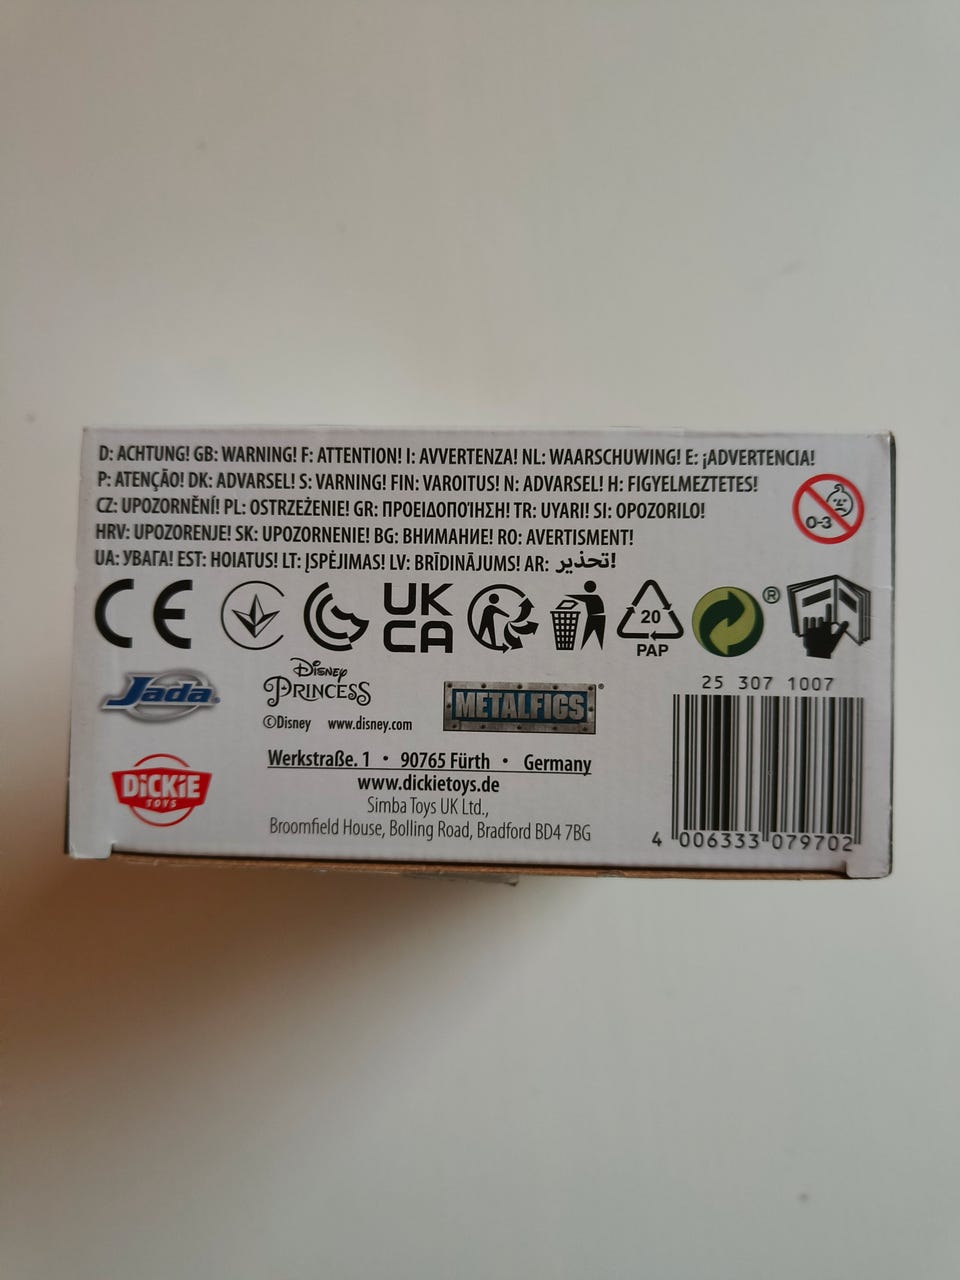 D: ACHTUNG! GB: WARNING! F: ATTENTION! I: AVVERTENZA! NL: WAARSCHUWING! E: ¡ADVERTENCIA!
P: ATENÇÃO! DK: ADVARSEL! S: VARNING! FIN: VAROITUS! N: ADVARSEL! H: FIGYELMEZTETES!
CZ: UPOZORNĚNÍ! PL: OSTRZEŻENIE! GR: ΠΡΟΕΙΔΟΠΟΊΗΣΗ! TR: UYARI! SI: OPOZORILO!
HRV: UPOZORENJE! SK: UPOZORNENIE! BG: ВНИМАНИЕ! RO: AVERTISMENT!
UA: УВАГА! EST: HOIATUS! LT: ĮSPĖJIMAS! LV: BRĪDINĀJUMS! AR: تحذير!
0-3
CE
UK
CA
20
PAP
®
Jada®
DISNEY
PRINCESS
©Disney www.disney.com
METALFIGS®
25 307 1007
DICKIE
TOYS
Werkstraße. 1 • 90765 Fürth • Germany
www.dickietoys.de
Simba Toys UK Ltd.,
Broomfield House, Bolling Road, Bradford BD4 7BG
4 006333 079702